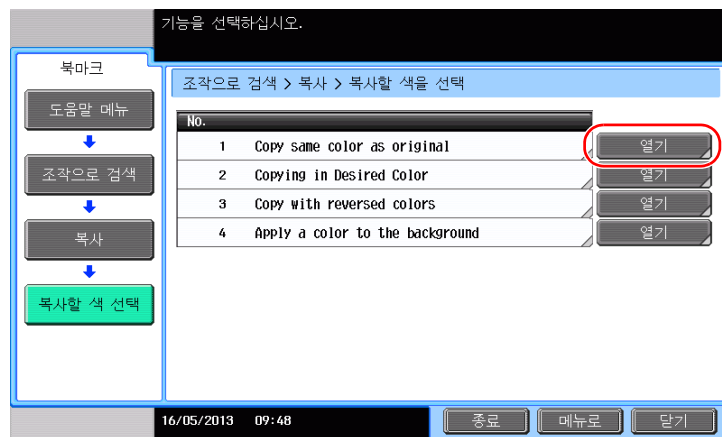 기능을 선택하십시오.
북마크
도움말 메뉴
조작으로 검색
복사
복사할 색 선택
조작으로 검색 > 복사 > 복사할 색을 선택
No.
1 Copy same color as original 열기
2 Copying in Desired Color 열기
3 Copy with reversed colors 열기
4 Apply a color to the background 열기
16/05/2013 09:48 종료 메뉴로 닫기